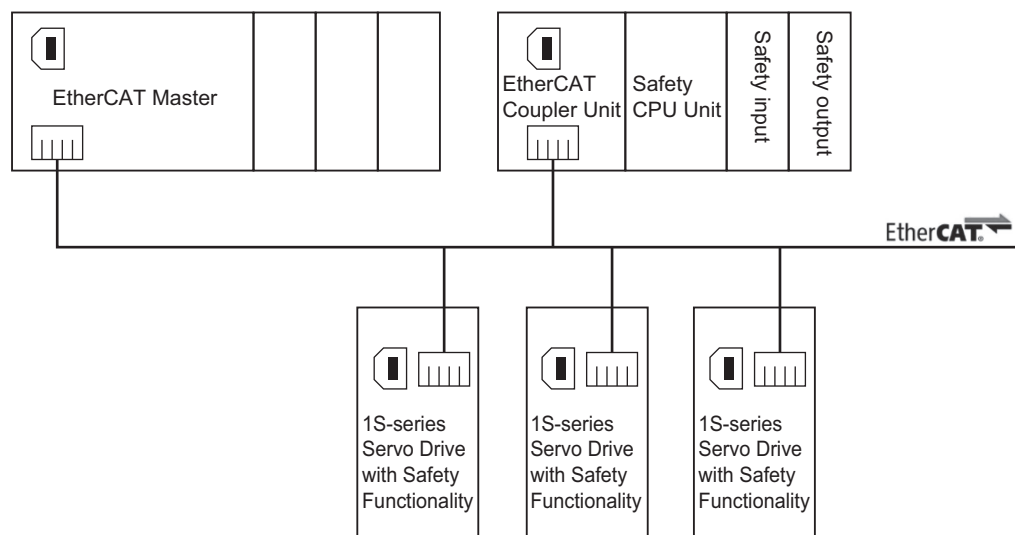 EtherCAT Master
EtherCAT
Coupler Unit
Safety
CPU Unit
Safety input
Safety output
EtherCAT®
1S-series
Servo Drive
with Safety
Functionality
1S-series
Servo Drive
with Safety
Functionality
1S-series
Servo Drive
with Safety
Functionality